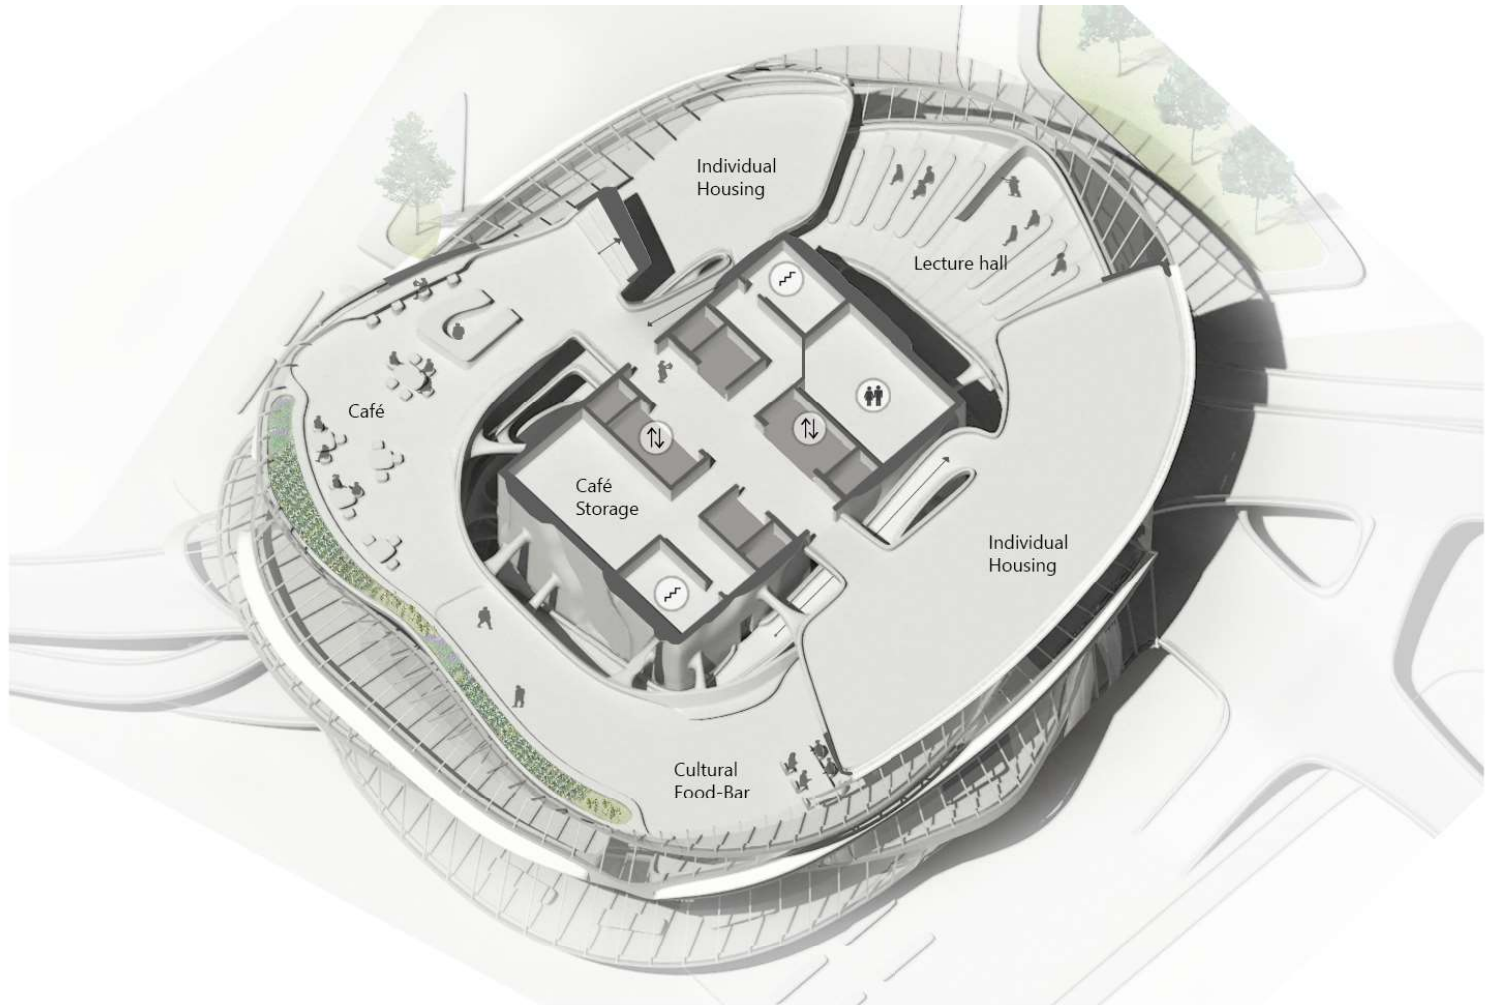 Individual
Housing
Lecture hall
Café
Café
Storage
Individual
Housing
Cultural
Food-Bar